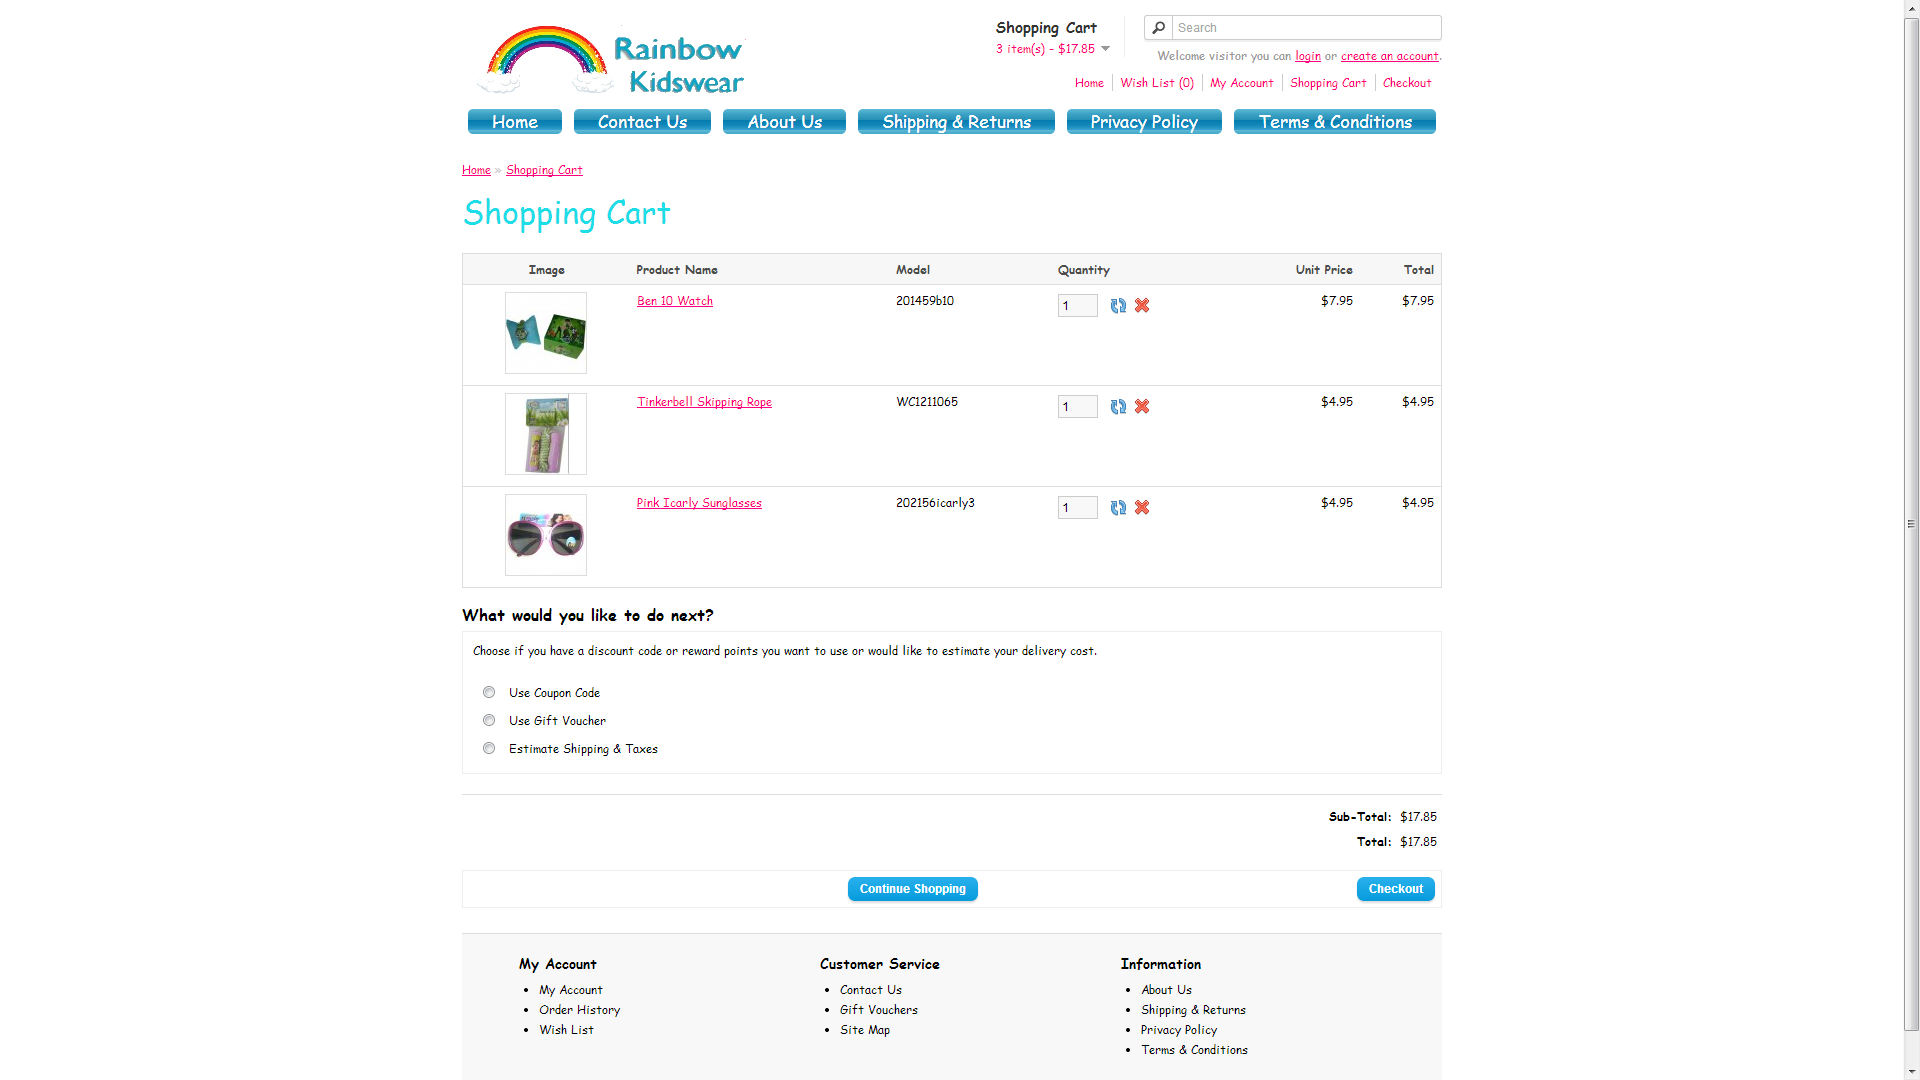 Rainbow
Kidswear
Shopping Cart
3 item(s) - $17.85
Search
Welcome visitor you can login or create an account.
Home
Wish List (0)
My Account
Shopping Cart
Checkout
Home
Contact Us
About Us
Shipping & Returns
Privacy Policy
Terms & Conditions
Home » Shopping Cart
Shopping Cart
Image Product Name Model Quantity Unit Price Total
Ben 10 Watch 201459b10 1 $7.95 $7.95
Tinkerbell Skipping Rope WC1211065 1 $4.95 $4.95
Pink Icarly Sunglasses 202156icarly3 1 $4.95 $4.95
What would you like to do next?
Choose if you have a discount code or reward points you want to use or would like to estimate your delivery cost.
Use Coupon Code
Use Gift Voucher
Estimate Shipping & Taxes
Sub-Total: $17.85
Total: $17.85
Continue Shopping
Checkout
My Account
My Account
Order History
Wish List
Customer Service
Contact Us
Gift Vouchers
Site Map
Information
About Us
Shipping & Returns
Privacy Policy
Terms & Conditions